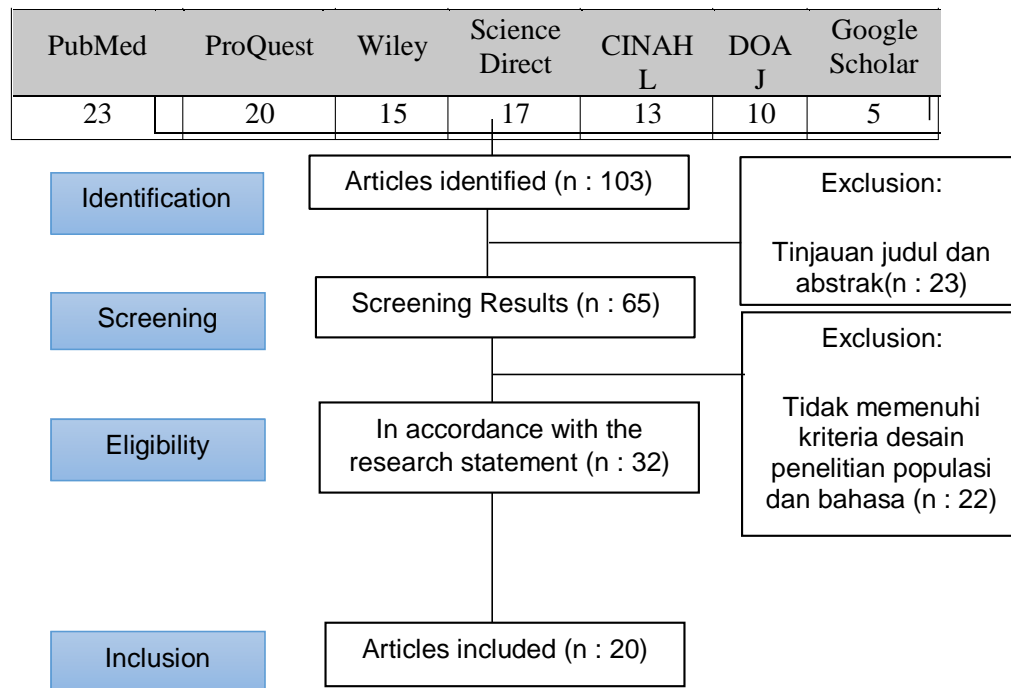 PubMed ProQuest Wiley Science Direct CINAH L DOA J Google Scholar
23 20 15 17 13 10 5
Identification
Articles identified (n : 103)
Exclusion:
Tinjauan judul dan
abstrak(n : 23)
Screening
Screening Results (n : 65)
Exclusion:
Tidak memenuhi
kriteria desain
penelitian populasi
dan bahasa (n : 22)
Eligibility
In accordance with the
research statement (n : 32)
Inclusion
Articles included (n : 20)